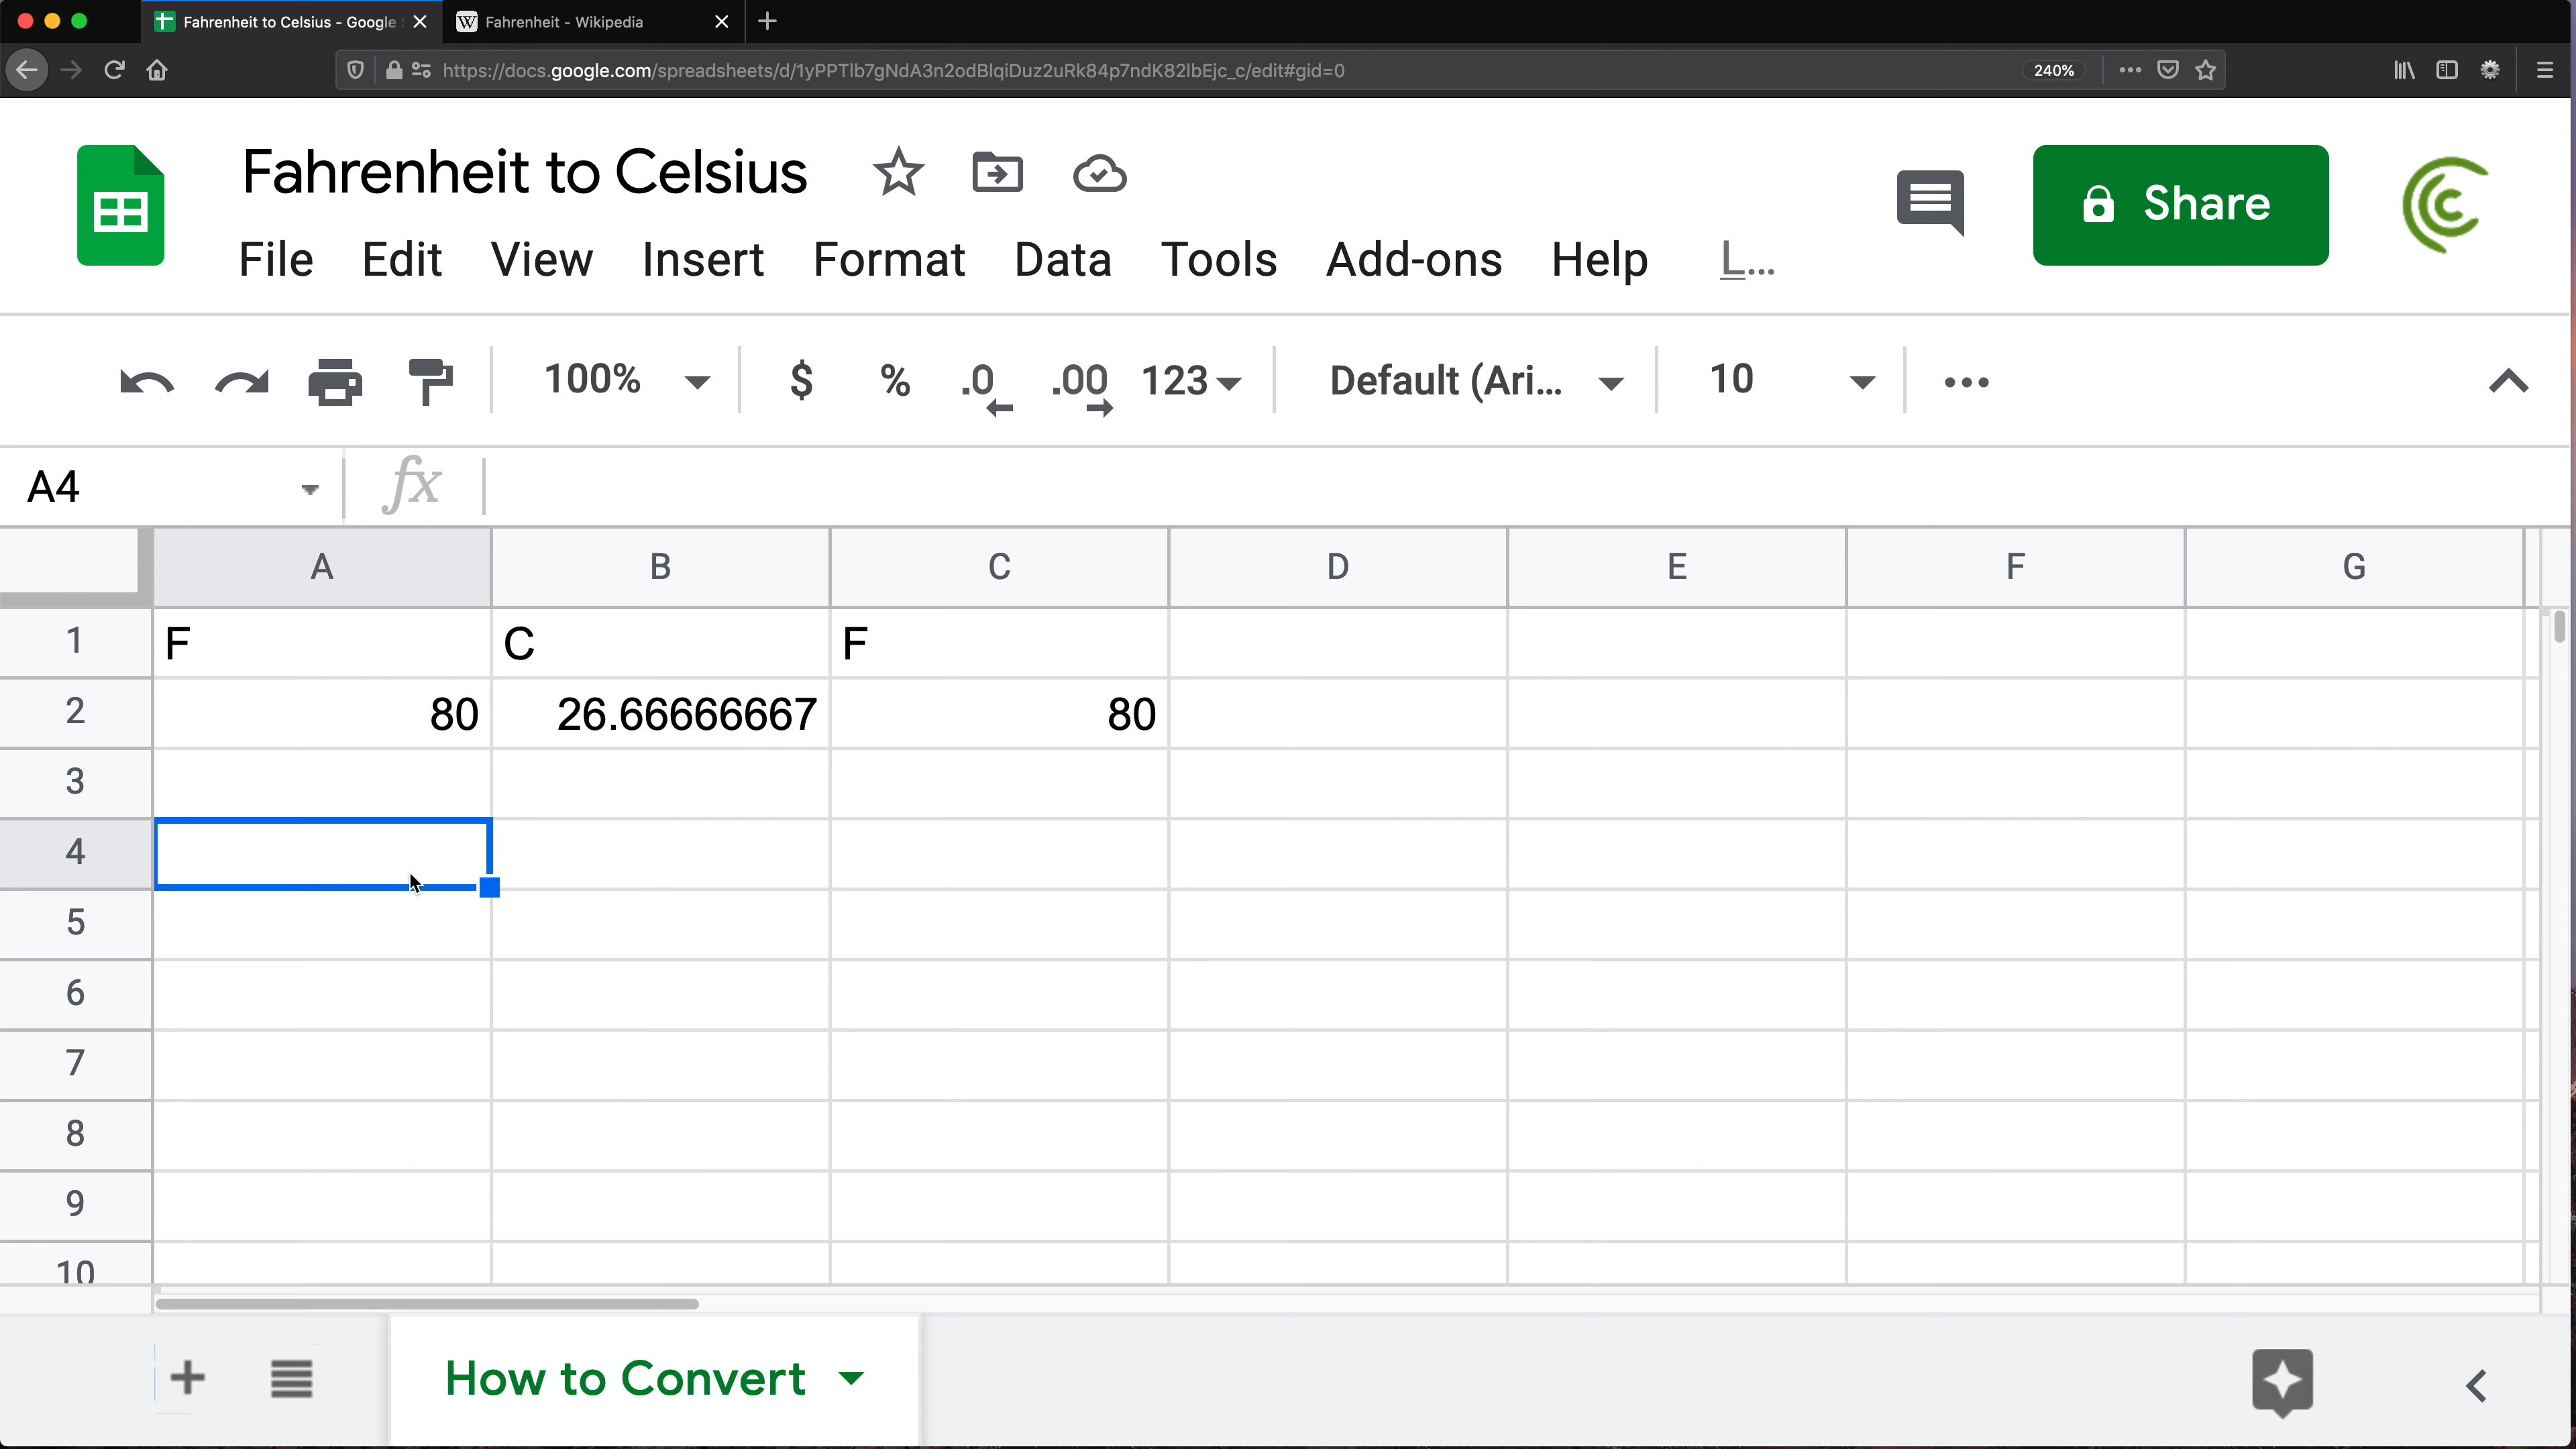 Fahrenheit to Celsius - Google
Fahrenheit - Wikipedia
https://docs.google.com/spreadsheets/d/1yPPTlb7gNdA3n2odBlqiDuz2uRk84p7ndK82lbEjc_c/edit#gid=0
240%
Fahrenheit to Celsius
Share
File Edit View Insert Format Data Tools Add-ons Help L...
100% $ % .0 .00 123 Default (Ari... 10
A4 fx
A B C D E F G
1 F C F
2 80 26.66666667 80
3
4
5
6
7
8
9
10
How to Convert